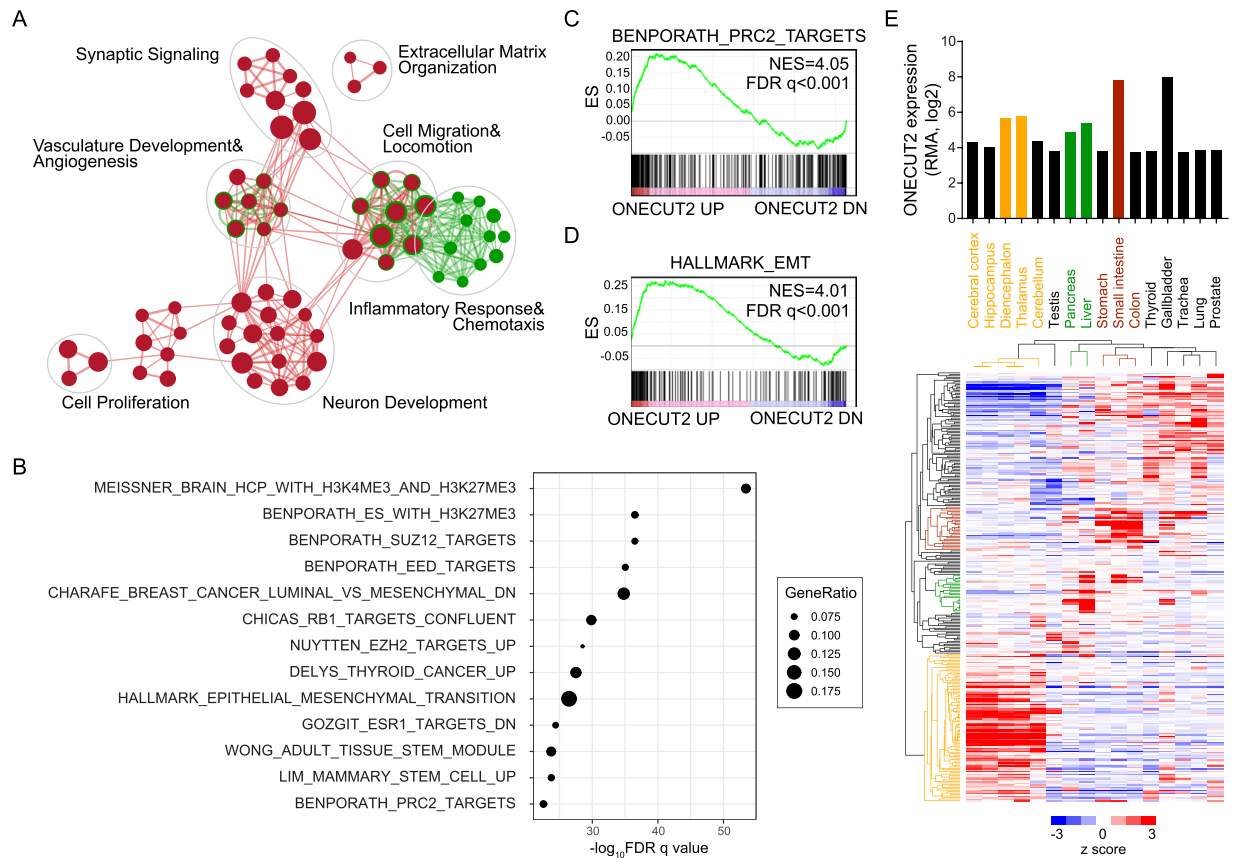 A
Synaptic Signaling
Extracellular Matrix
Organization
Vasculature Development&
Angiogenesis
Cell Migration&
Locomotion
Inflammatory Response&
Chemotaxis
Cell Proliferation
Neuron Development
B
MEISSNER_BRAIN_HCP_WITH_H3K4ME3_AND_H3K27ME3
BENPORATH_ES_WITH_H3K27ME3
BENPORATH_SUZ12_TARGETS
BENPORATH_EED_TARGETS
CHARAFE_BREAST_CANCER_LUMINAL_VS_MESENCHYMAL_DN
CHICAS_RB1_TARGETS_CONFLUENT
NUYTTEN_EZH2_TARGETS_UP
DELYS_THYROID_CANCER_UP
HALLMARK_EPITHELIAL_MESENCHYMAL_TRANSITION
GOZGIT_ESR1_TARGETS_DN
WONG_ADULT_TISSUE_STEM_MODULE
LIM_MAMMARY_STEM_CELL_UP
BENPORATH_PRC2_TARGETS
30 40 50
-log10FDR q value
GeneRatio
0.075
0.100
0.125
0.150
0.175
C
BENPORATH_PRC2_TARGETS
NES=4.05
FDR q<0.001
ES
0.20
0.15
0.10
0.05
0.00
-0.05
ONECUT2 UP ONECUT2 DN
D
HALLMARK_EMT
NES=4.01
FDR q<0.001
ES
0.25
0.15
0.05
-0.05
ONECUT2 UP ONECUT2 DN
E
ONECUT2 expression
(RMA, log2)
10
8
6
4
2
0
Cerebral cortex
Hippocampus
Diencephalon
Thalamus
Cerebellum
Testis
Pancreas
Liver
Stomach
Small intestine
Colon
Thyroid
Gallbladder
Trachea
Lung
Prostate
-3 0 3
z score